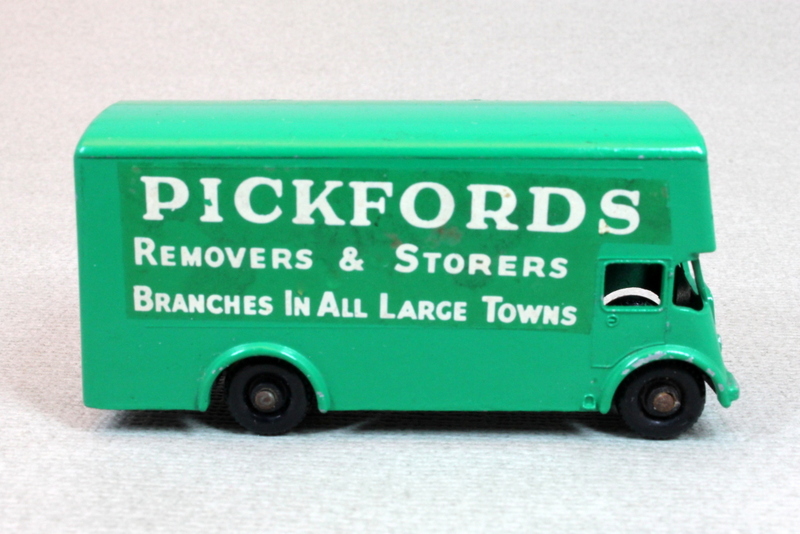 PICKFORDS
REMOVERS & STORERS
BRANCHES IN ALL LARGE TOWNS